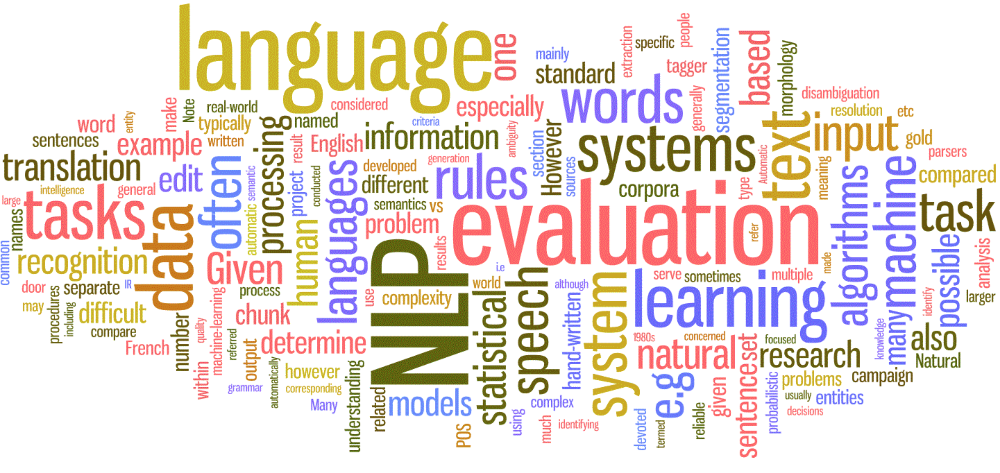 language
one
mainly
standard
extraction
specific
people
tagger
segmentation
based
morphology
words
generally
disambiguation
resolution
etc
make
Note
real-world
typically
written
considered
named
criteria
especially
word
entity
sentences
example
translation
processing
result
English
information
ambiguity
section
However
sources
systems
Automatic
text
input
gold
parsers
compared
intelligence
general
edit
often
semantic
project
conducted
languages
developed
generation
different
rules
semantics
vs
corpora
type
meaning
algorithms
machine
task
large
tasks
names
common
data
automatic
human
problem
results
NLP
evaluation
refer
made
possible
analysis
recognition
Given
process
door
separate
IR
may
procedures
including
difficult
compare
French
number
quality
machine-learning
chunk
referred
output
determine
use
complexity
i.e
world
statistical
speech
although
hand-written
system
serve
sometimes
multiple
learning
identify
larger
knowledge
many
also
Natural
1980s
concerned
natural
set
sentence
focused
research
within
grammar
automatically
however
corresponding
Many
understanding
related
models
POS
using
complex
much
identifying
e.g
devoted
termed
reliable
given
probabilistic
problems
campaign
usually
entities
decisions